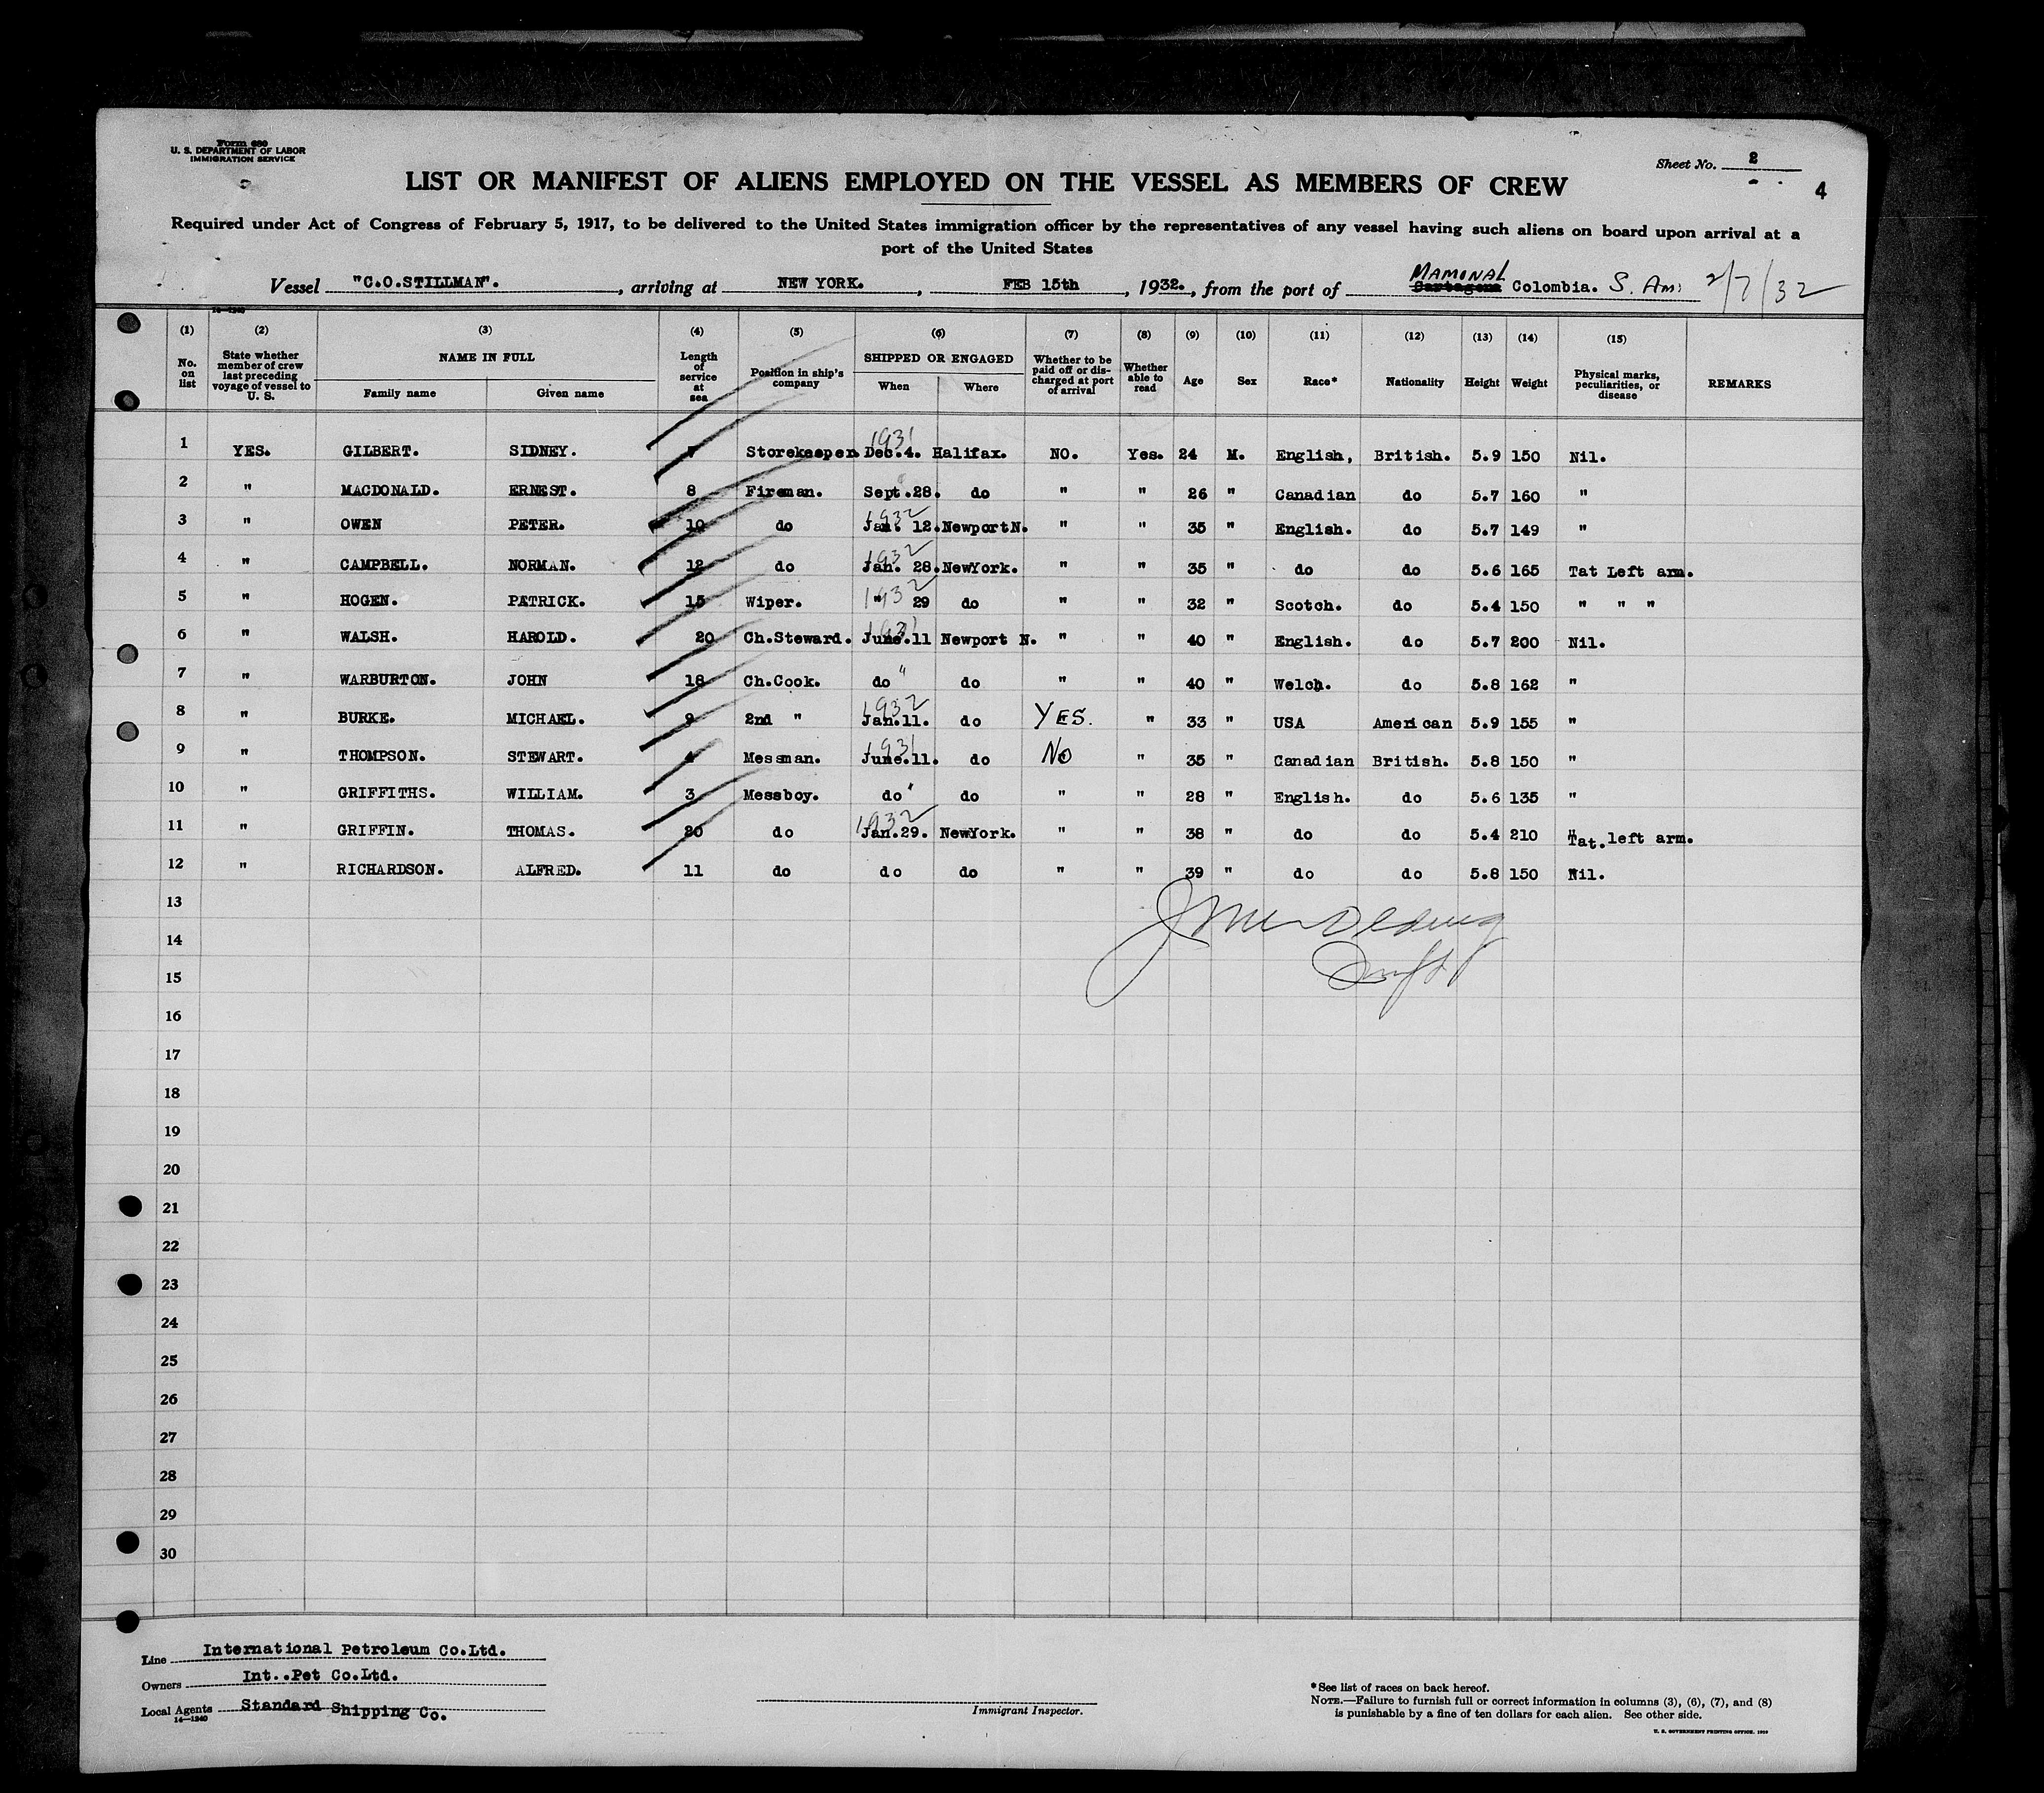 Form 680
U. S. DEPARTMENT OF LABOR
IMMIGRATION SERVICE
Sheet No. 2
4
LIST OR MANIFEST OF ALIENS EMPLOYED ON THE VESSEL AS MEMBERS OF CREW
Required under Act of Congress of February 5, 1917, to be delivered to the United States immigration officer by the representatives of any vessel having such aliens on board upon arrival at a
port of the United States
Vessel "C.O.STILLMAN". , arriving at NEW YORK. , FEB 15th , 1932. , from the port of MAMONAL Cartagena Colombia. S. Am: 2/7/32
14—1240
(1) (2) (3) (4) (5) (6) (7) (8) (9) (10) (11) (12) (13) (14) (15)
No. on list State whether member of crew last preceding voyage of vessel to U. S. NAME IN FULL Family name Given name Length of service at sea Position in ship's company SHIPPED OR ENGAGED When Where Whether to be paid off or discharged at port of arrival Whether able to read Age Sex Race* Nationality Height Weight Physical marks, peculiarities, or disease REMARKS
1 YES. GILBERT. SIDNEY. 7 Storekeeper. 1931 Dec.4. Halifax. NO. Yes. 24 M. English, British. 5.9 150 Nil.
2 " MACDONALD. ERNEST. 8 Fireman. Sept.28. do " " 26 " Canadian do 5.7 160 "
3 " OWEN PETER. 10 do 1932 Jan. 12. NewportN. " " 35 " English. do 5.7 149 "
4 " CAMPBELL. NORMAN. 12 do 1932 Jan. 28. NewYork. " " 35 " do do 5.6 165 Tat Left arm.
5 " HOGEN. PATRICK. 15 Wiper. 1932 " 29 do " " 32 " Scotch. do 5.4 150 " " "
6 " WALSH. HAROLD. 20 Ch.Steward. 1931 June.11 Newport N. " " 40 " English. do 5.7 200 Nil.
7 " WARBURTON. JOHN 18 Ch.Cook. do " do " " 40 " Welch. do 5.8 162 "
8 " BURKE. MICHAEL. 9 2nd " 1932 Jan.11. do YES. " 33 " USA American 5.9 155 "
9 " THOMPSON. STEWART. 4 Messman. 1931 June.11. do No " 35 " Canadian British. 5.8 150 "
10 " GRIFFITHS. WILLIAM. 3 Messboy. do " do " " 28 " English. do 5.6 135 "
11 " GRIFFIN. THOMAS. 20 do 1932 Jan.29. NewYork. " " 38 " do do 5.4 210 Tat. left arm.
12 " RICHARDSON. ALFRED. 11 do do do " " 39 " do do 5.8 150 Nil.
13
14
15
16
17
18
19
20
21
22
23
24
25
26
27
28
29
30
Line International Petroleum Co.Ltd.
Owners Int..Pet Co.Ltd.
Local Agents Standard Shipping Co.
14—1240
Immigrant Inspector.
*See list of races on back hereof.
NOTE.—Failure to furnish full or correct information in columns (3), (6), (7), and (8)
is punishable by a fine of ten dollars for each alien. See other side.
U. S. GOVERNMENT PRINTING OFFICE. 1929